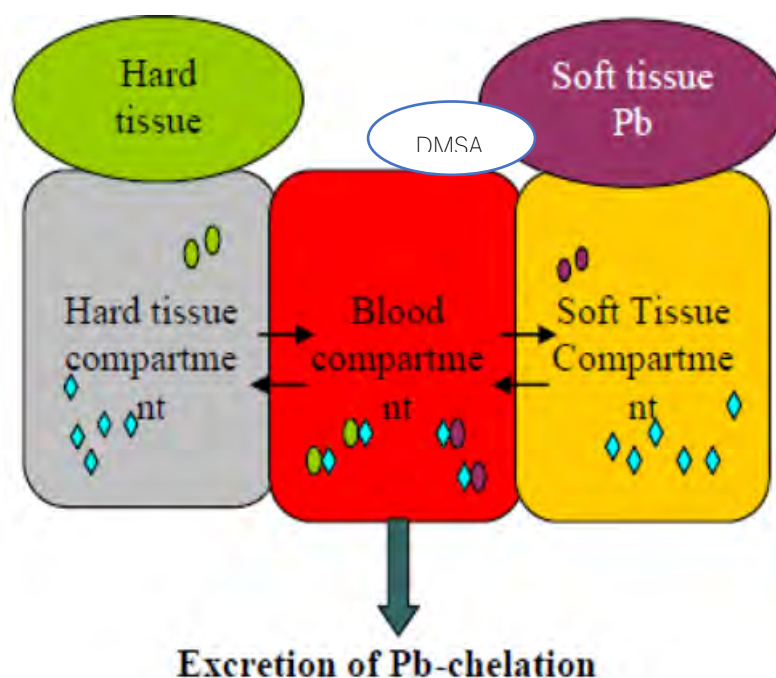 Hard
tissue
Soft tissue
Pb
DMSA
Hard tissue
compartme
nt
Blood
compartme
nt
Soft Tissue
Compartme
nt
Excretion of Pb-chelation